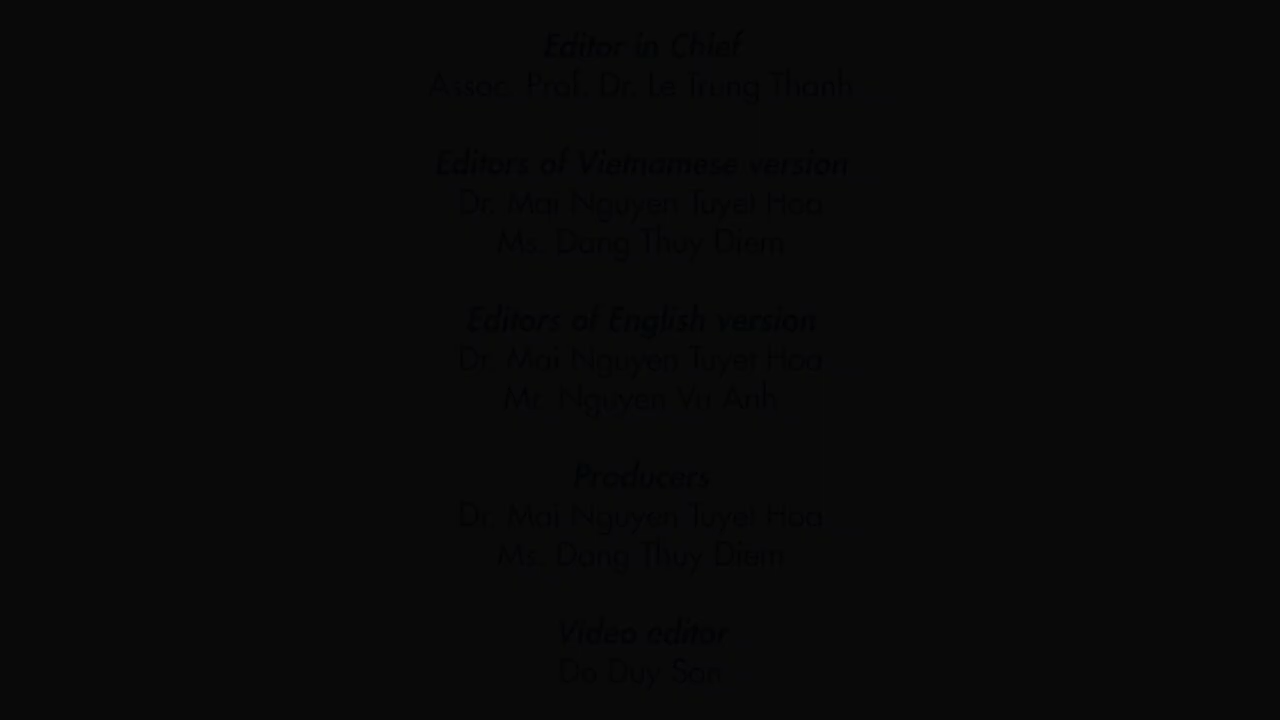 Editor in Chief
Assoc. Prof. Dr. Le Trung Thanh
Editors of Vietnamese version
Dr. Mai Nguyen Tuyet Hoa
Ms. Dang Thuy Diem
Editors of English version
Dr. Mai Nguyen Tuyet Hoa
Mr. Nguyen Vu Anh
Producers
Dr. Mai Nguyen Tuyet Hoa
Ms. Dang Thuy Diem
Video editor
Do Duy San